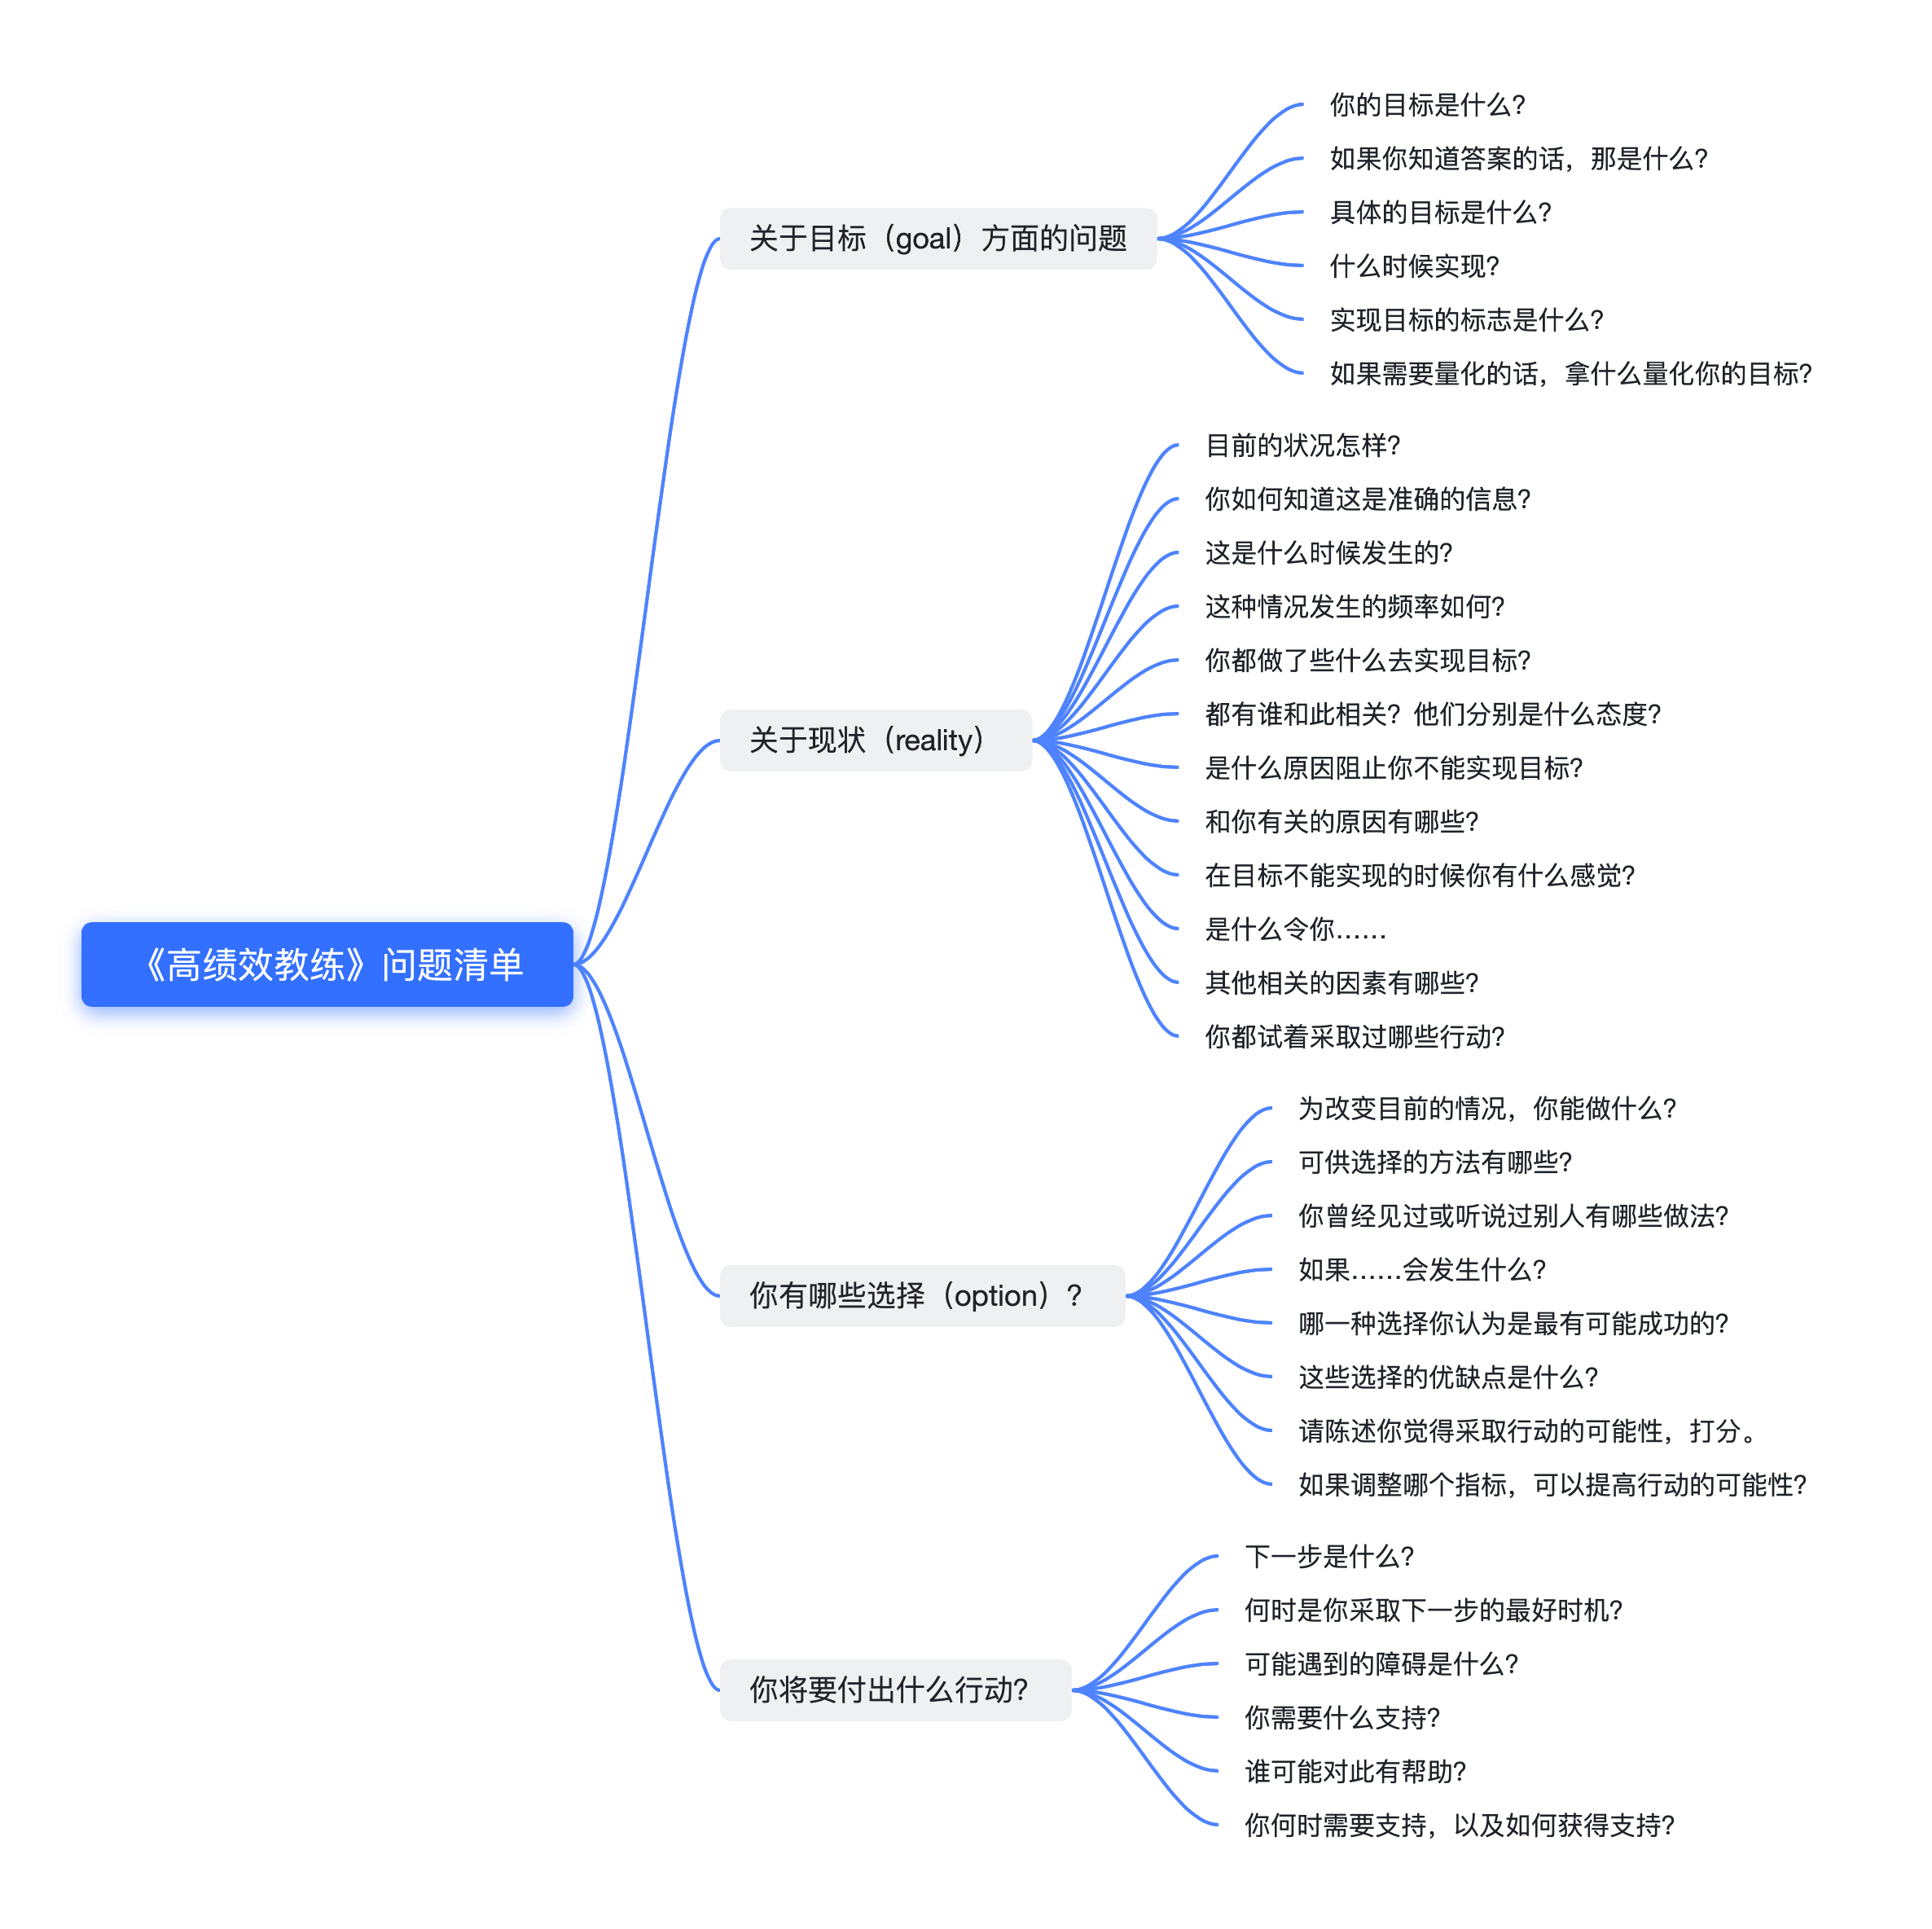 《高绩效教练》问题清单
关于目标（goal）方面的问题
你的目标是什么？
如果你知道答案的话，那是什么？
具体的目标是什么？
什么时候实现？
实现目标的标志是什么？
如果需要量化的话，拿什么量化你的目标？
关于现状（reality）
目前的状况怎样？
你如何知道这是准确的信息？
这是什么时候发生的？
这种情况发生的频率如何？
你都做了些什么去实现目标？
都有谁和此相关？他们分别是什么态度？
是什么原因阻止你不能实现目标？
和你有关的原因有哪些？
在目标不能实现的时候你有什么感觉？
是什么令你……
其他相关的因素有哪些？
你都试着采取过哪些行动？
你有哪些选择（option）？
为改变目前的情况，你能做什么？
可供选择的方法有哪些？
你曾经见过或听说过别人有哪些做法？
如果……会发生什么？
哪一种选择你认为是最有可能成功的？
这些选择的优缺点是什么？
请陈述你觉得采取行动的可能性，打分。
如果调整哪个指标，可以提高行动的可能性？
你将要付出什么行动？
下一步是什么？
何时是你采取下一步的最好时机？
可能遇到的障碍是什么？
你需要什么支持？
谁可能对此有帮助？
你何时需要支持，以及如何获得支持？